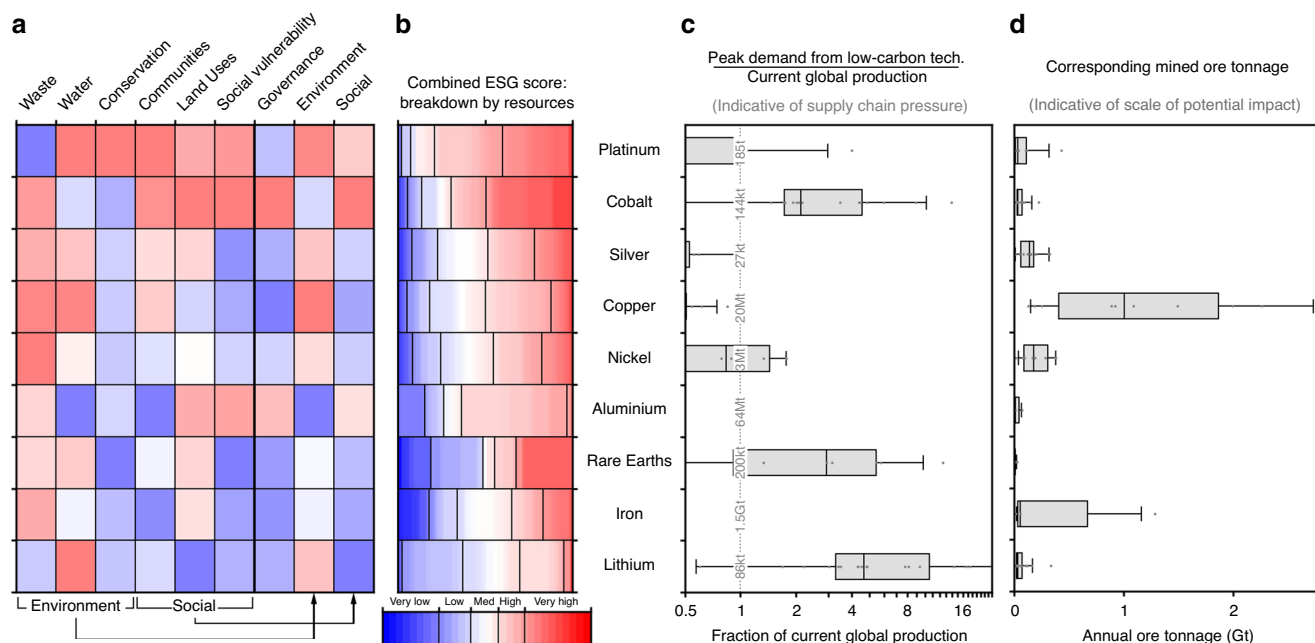 a
b
c
d
Waste
Water
Conservation
Communities
Land Uses
Social vulnerability
Governance
Environment
Social
Combined ESG score:
breakdown by resources
Peak demand from low-carbon tech.
Current global production
(Indicative of supply chain pressure)
Corresponding mined ore tonnage
(Indicative of scale of potential impact)
Platinum
185t
Cobalt
144kt
Silver
27kt
Copper
20Mt
Nickel
3Mt
Aluminium
64Mt
Rare Earths
200kt
Iron
1.5Gt
Lithium
86kt
Environment
Social
Very low Low Med High Very high
0.5 1 2 4 8 16
Fraction of current global production
0 1 2
Annual ore tonnage (Gt)